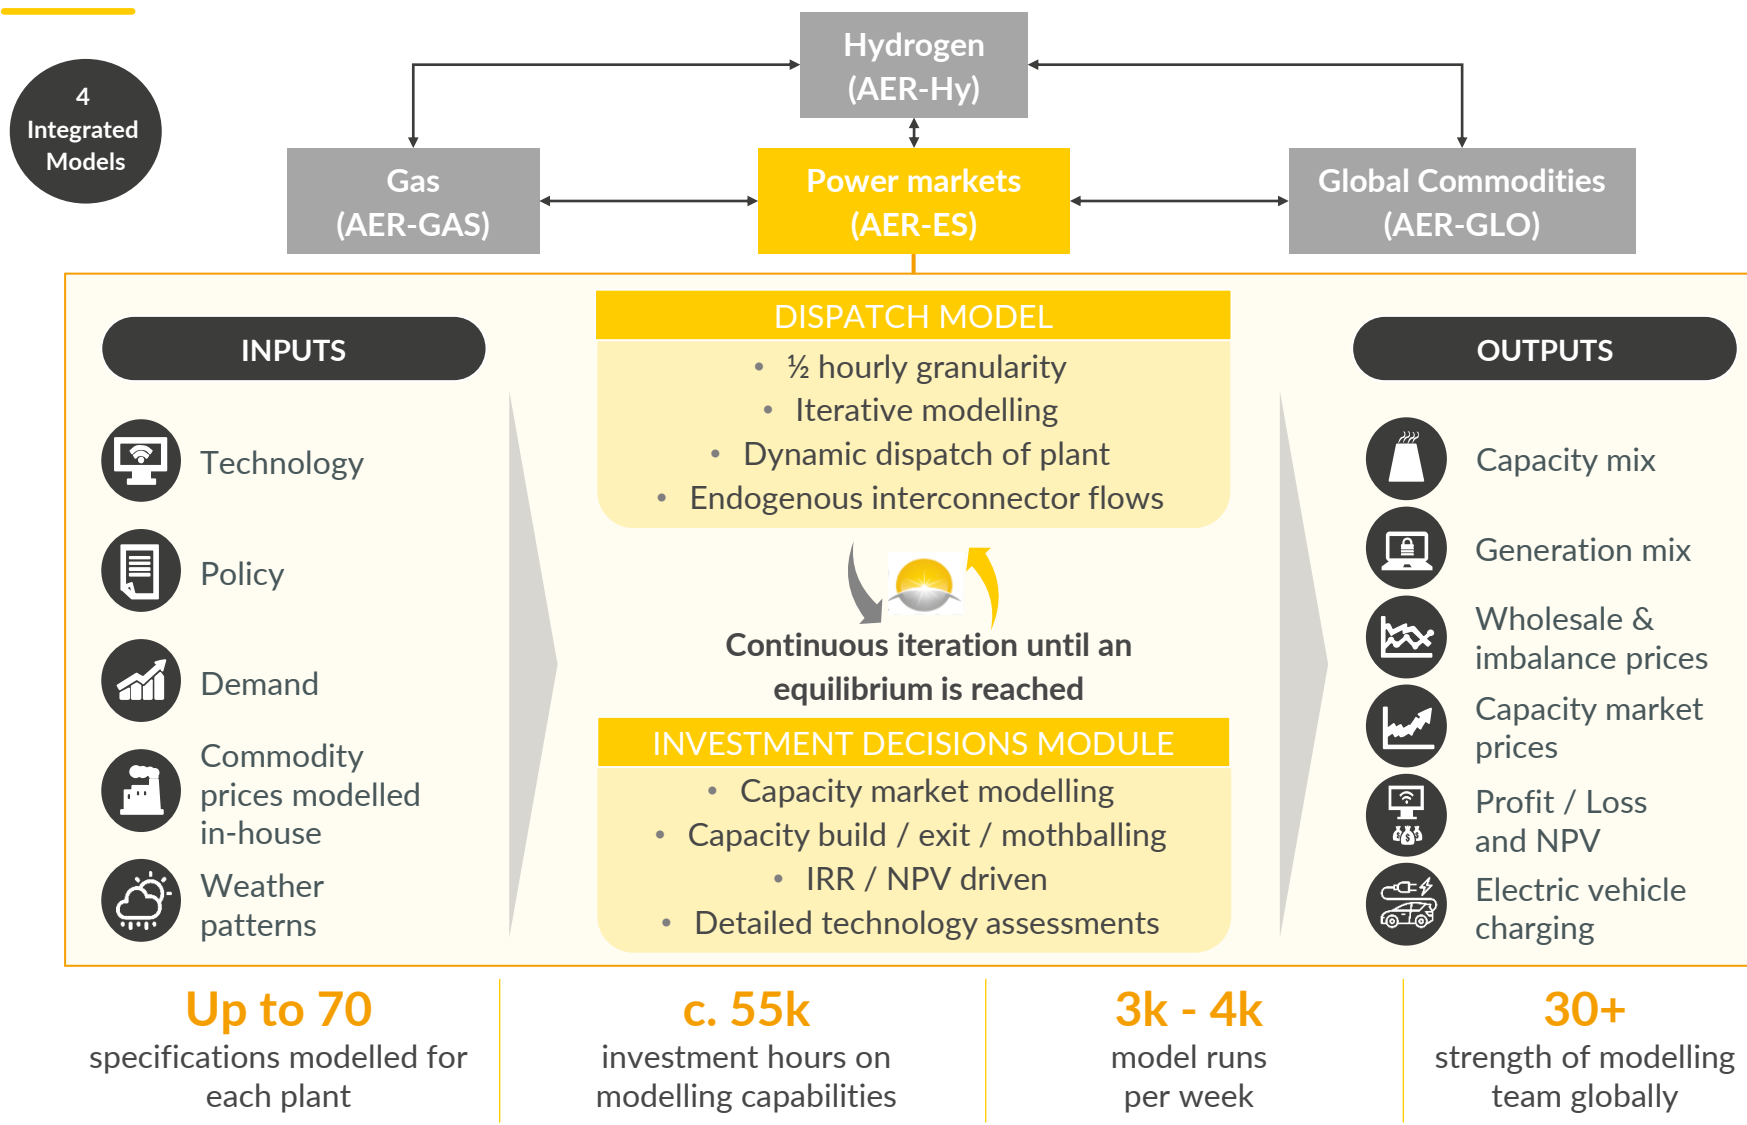 4
Integrated
Models
Hydrogen
(AER-Hy)
Gas
(AER-GAS)
Power markets
(AER-ES)
Global Commodities
(AER-GLO)
INPUTS
Technology
Policy
Demand
Commodity
prices modelled
in-house
Weather
patterns
DISPATCH MODEL
• ½ hourly granularity
• Iterative modelling
• Dynamic dispatch of plant
• Endogenous interconnector flows
Continuous iteration until an
equilibrium is reached
INVESTMENT DECISIONS MODULE
• Capacity market modelling
• Capacity build / exit / mothballing
• IRR / NPV driven
• Detailed technology assessments
OUTPUTS
Capacity mix
Generation mix
Wholesale &
imbalance prices
Capacity market
prices
Profit / Loss
and NPV
Electric vehicle
charging
Up to 70
specifications modelled for
each plant
c. 55k
investment hours on
modelling capabilities
3k - 4k
model runs
per week
30+
strength of modelling
team globally